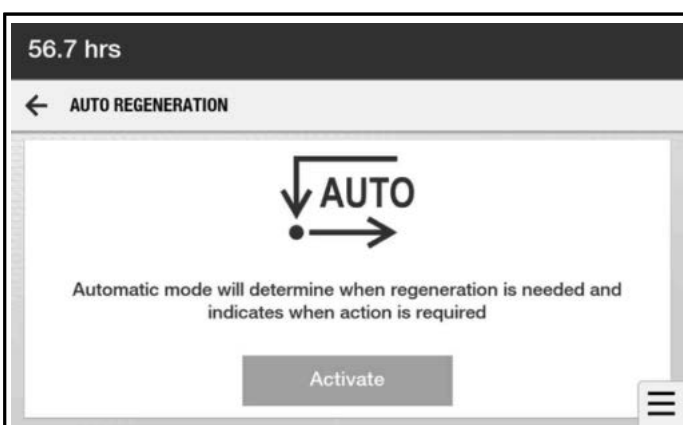 56.7 hrs
AUTO REGENERATION
AUTO
Automatic mode will determine when regeneration is needed and
indicates when action is required
Activate